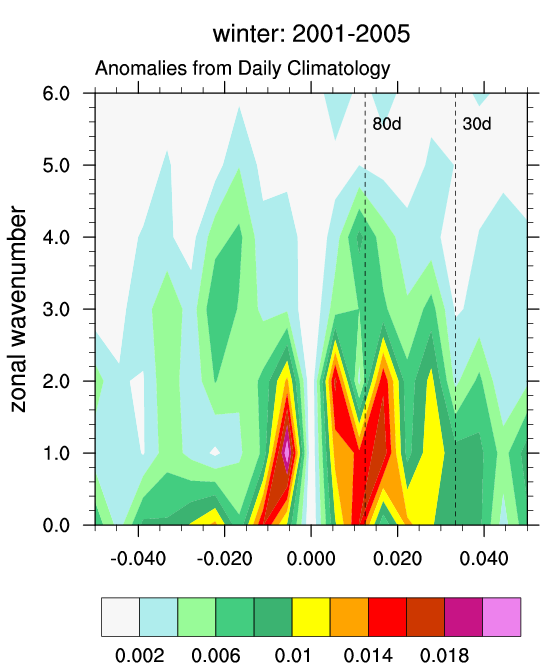 winter: 2001-2005
Anomalies from Daily Climatology
6.0
80d 30d
5.0
4.0
zonal wavenumber
3.0
2.0
1.0
0.0
-0.040 -0.020 0.000 0.020 0.040
0.002 0.006 0.01 0.014 0.018